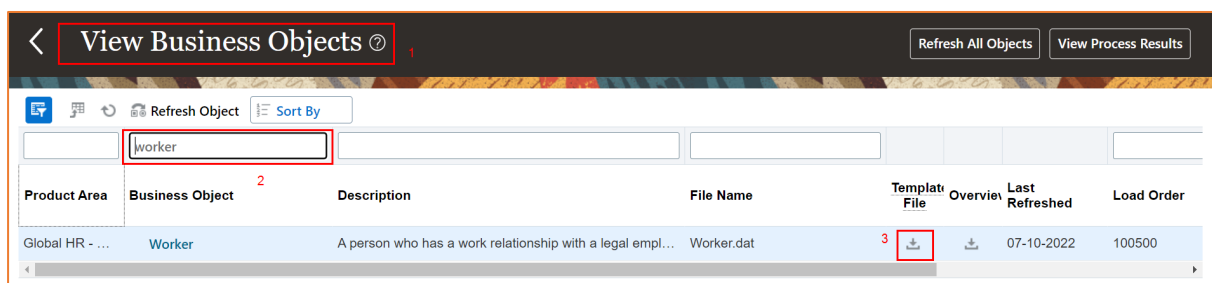 View Business Objects ? 1 Refresh All Objects View Process Results
Refresh Object Sort By
worker
2
Product Area Business Object Description File Name Template File Overview Last Refreshed Load Order
Global HR - ... Worker A person who has a work relationship with a legal empl... Worker.dat 3 07-10-2022 100500